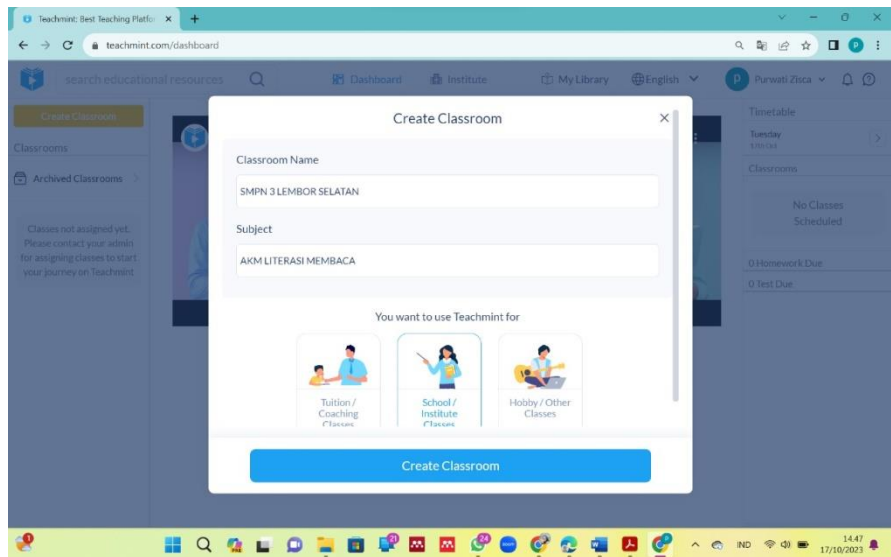 Teachmint: Best Teaching Platfo
teachmint.com/dashboard
P
search educational resources
Dashboard
Institute
My Library
English
P
Purwati Zisca
Create Classroom
Classrooms
Archived Classrooms
Classes not assigned yet.
Please contact your admin
for assigning classes to start
your journey on Teachmint
Create Classroom
Classroom Name
SMPN 3 LEMBOR SELATAN
Subject
AKM LITERASI MEMBACA
You want to use Teachmint for
Tuition /
Coaching
Classes
School /
Institute
Classes
Hobby / Other
Classes
Create Classroom
Timetable
Tuesday
Classrooms
No Classes
Scheduled
0 Homework Due
0 Test Due
IND
14.47
17/10/2023